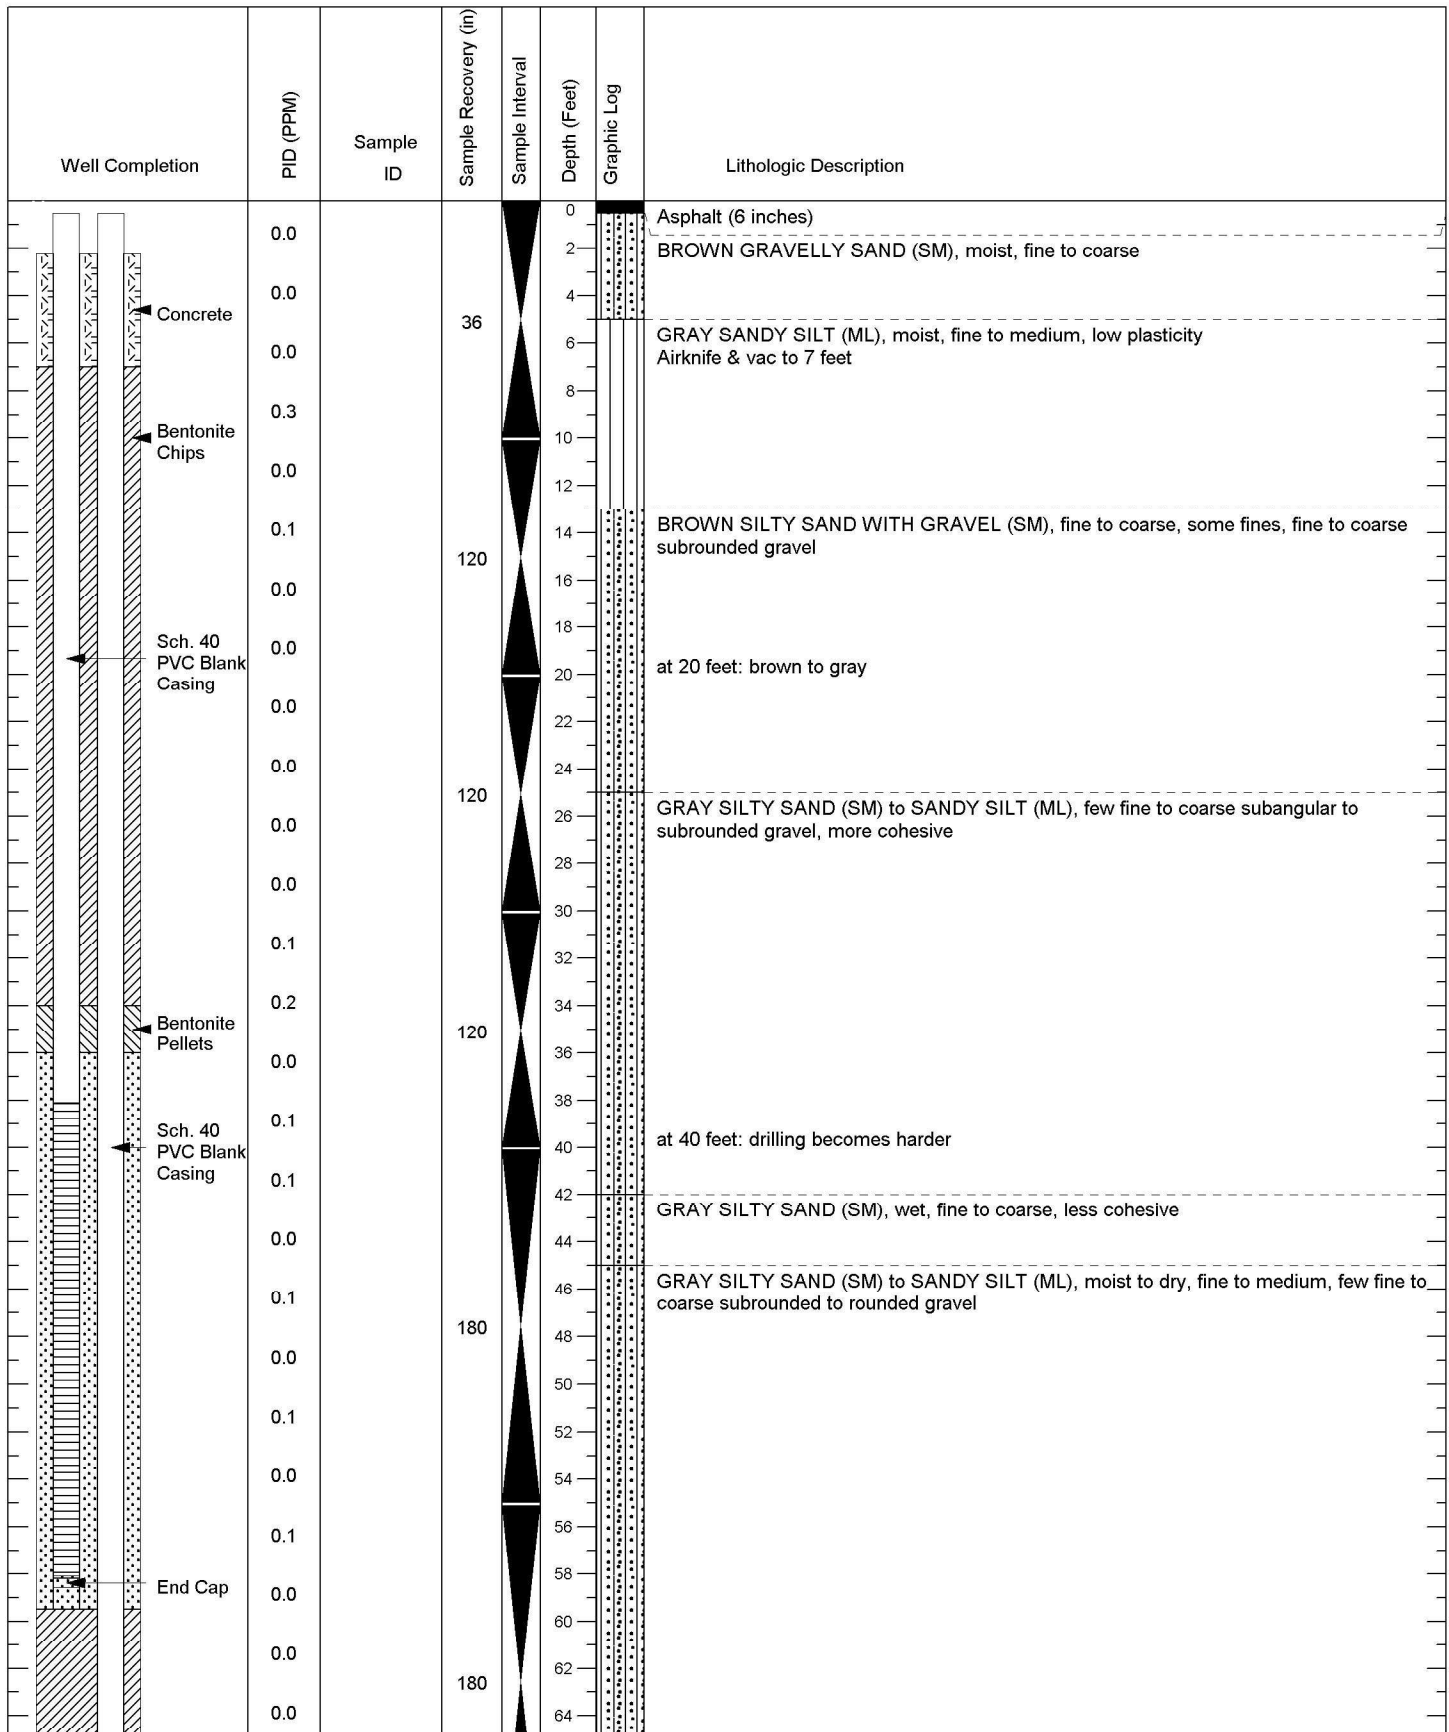 Well Completion
PID (PPM)
Sample
ID
Sample Recovery (in)
Sample Interval
Depth (Feet)
Graphic Log
Lithologic Description
Concrete
Bentonite
Chips
Sch. 40
PVC Blank
Casing
Bentonite
Pellets
Sch. 40
PVC Blank
Casing
End Cap
0.0
0.0
0.0
0.3
0.0
0.1
0.0
0.0
0.0
0.0
0.0
0.0
0.1
0.2
0.0
0.1
0.1
0.0
0.1
0.0
0.1
0.0
0.1
0.0
0.0
0.0
36
120
120
120
180
180
0
2
4
6
8
10
12
14
16
18
20
22
24
26
28
30
32
34
36
38
40
42
44
46
48
50
52
54
56
58
60
62
64
Asphalt (6 inches)
BROWN GRAVELLY SAND (SM), moist, fine to coarse
GRAY SANDY SILT (ML), moist, fine to medium, low plasticity
Airknife & vac to 7 feet
BROWN SILTY SAND WITH GRAVEL (SM), fine to coarse, some fines, fine to coarse
subrounded gravel
at 20 feet: brown to gray
GRAY SILTY SAND (SM) to SANDY SILT (ML), few fine to coarse subangular to
subrounded gravel, more cohesive
at 40 feet: drilling becomes harder
GRAY SILTY SAND (SM), wet, fine to coarse, less cohesive
GRAY SILTY SAND (SM) to SANDY SILT (ML), moist to dry, fine to medium, few fine to
coarse subrounded to rounded gravel